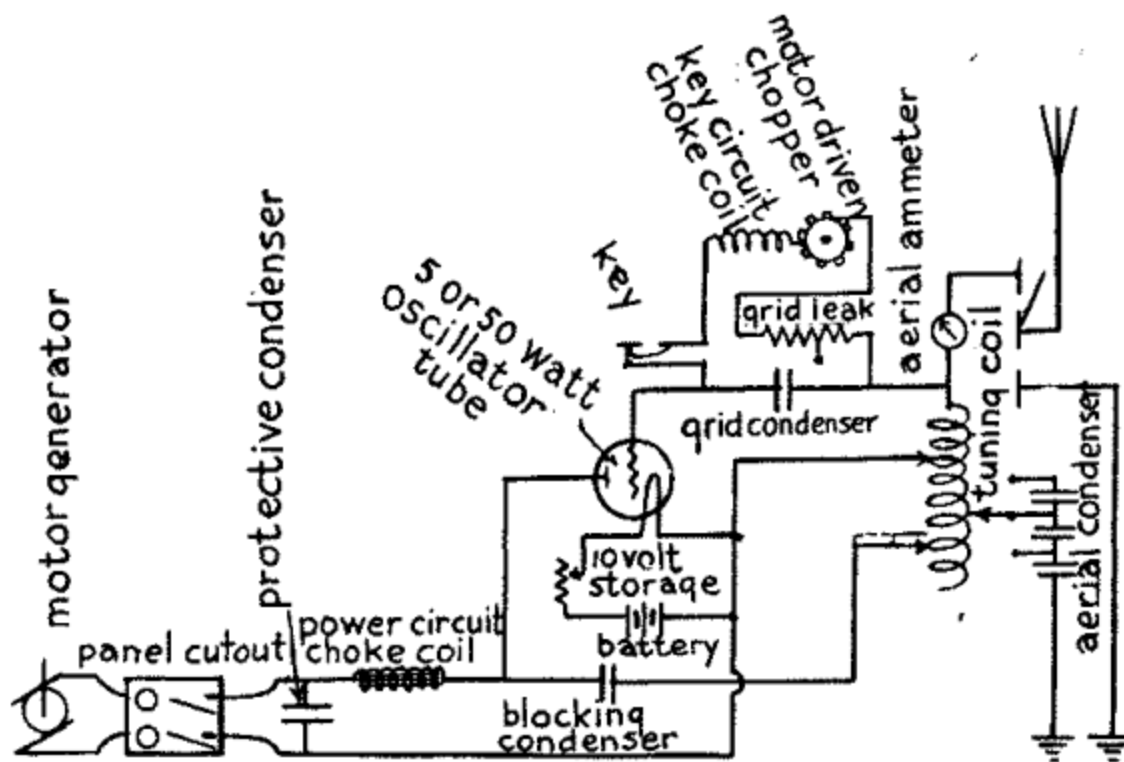 motor generator
protective condenser
5 or 50 watt
oscillator
tube
key
key circuit
choke coil
motor driven
chopper
aerial ammeter
grid leak
grid condenser
tuning coil
aerial condenser
10 volt
storage
battery
power circuit
choke coil
panel cutout
blocking
condenser